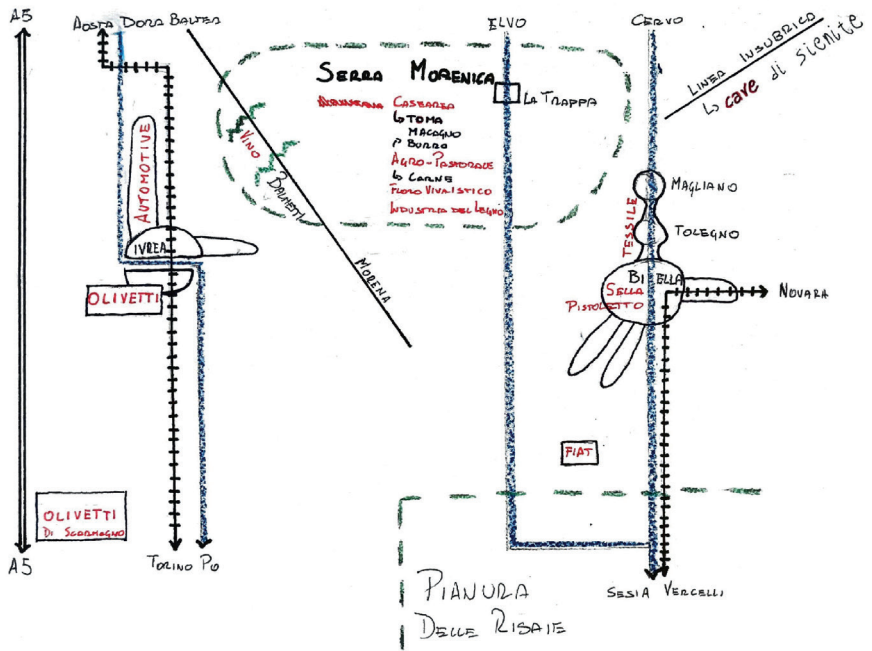 A5
AOSTA DORA BALTEA
ELVO
CERVO
LINEA INSUBRICA
↳ cave di sienite
SERRA MORENICA
CASEARIA
↳ TOMA
MACAGNO
BURRO
AGRO-PASTORALE
↳ CARNE
FLORO VIVAISTICO
INDUSTRIA DEL LEGNO
LA TRAPPA
VINO
BALMETTI
MORENA
AUTOMOTIVE
IVREA
OLIVETTI
MAGLIANO
TESSILE
TOLEGNO
BIELLA
SELLA
PISTOLETTO
NOVARA
FIAT
OLIVETTI
DI SCARMAGNO
A5
TORINO PO
SESIA VERCELLI
PIANURA
DELLE RISAIE